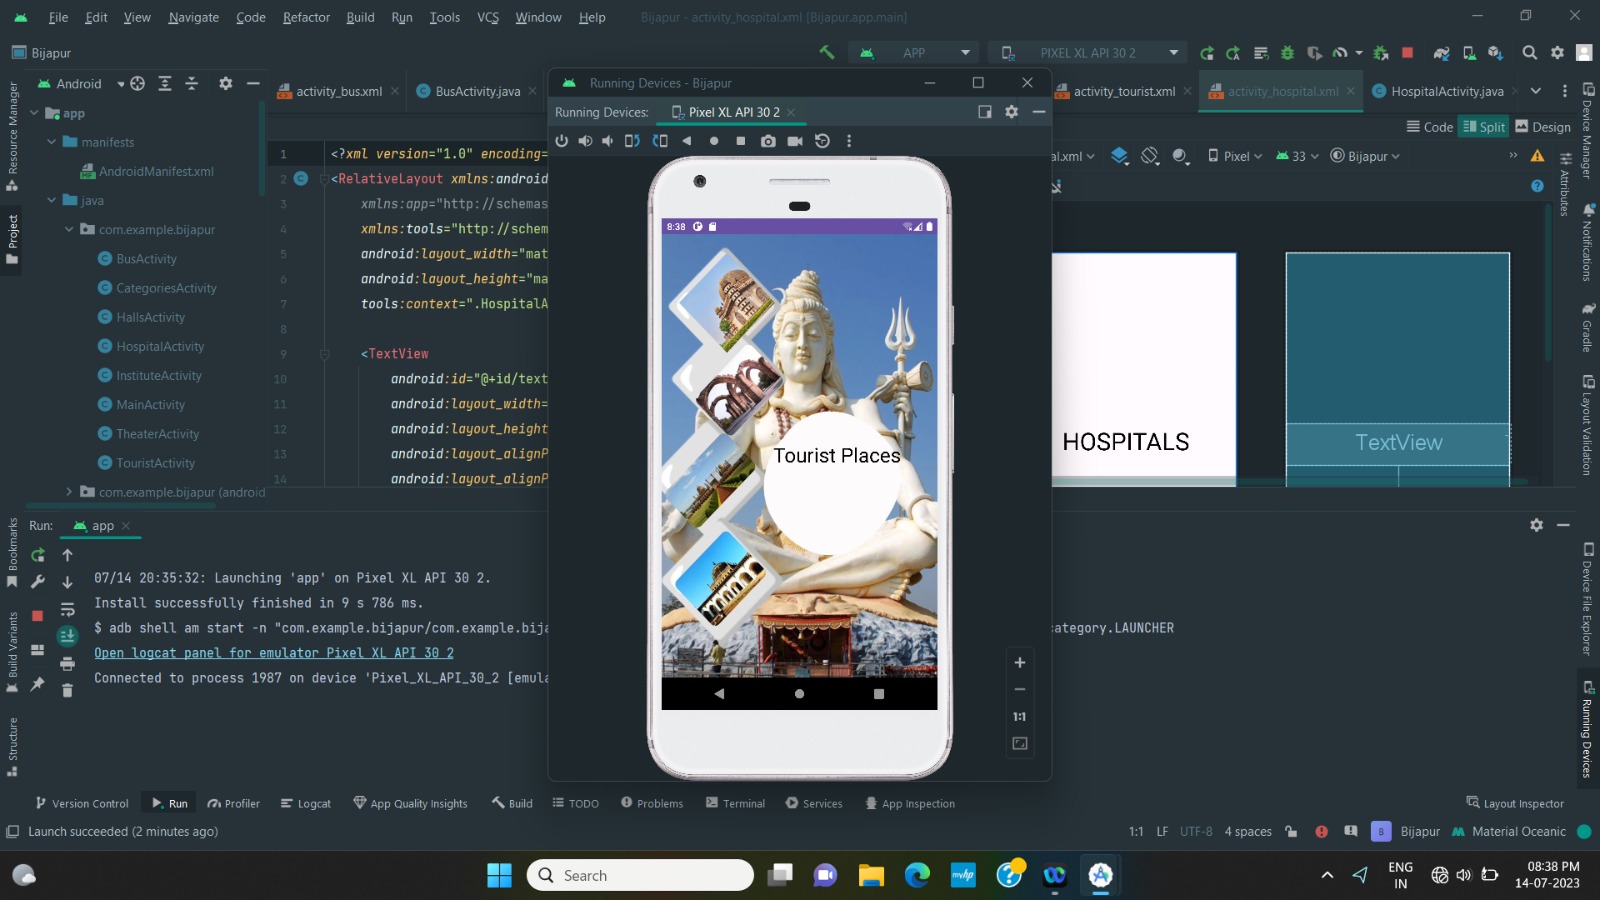 File Edit View Navigate Code Refactor Build Run Tools VCS Window Help Bijapur - activity_hospital.xml [Bijapur.app.main]
Bijapur APP PIXEL XL API 30 2
Android
activity_bus.xml BusActivity.java
Running Devices - Bijapur
activity_tourist.xml activity_hospital.xml HospitalActivity.java
Running Devices: Pixel XL API 30 2
Code Split Design
al.xml Pixel 33 Bijapur
app
manifests
AndroidManifest.xml
java
com.example.bijapur
BusActivity
CategoriesActivity
HallsActivity
HospitalActivity
InstituteActivity
MainActivity
TheaterActivity
TouristActivity
com.example.bijapur (android
1 <?xml version="1.0" encoding=
2 <RelativeLayout xmlns:android
3 xmlns:app="http://schemas
4 xmlns:tools="http://schem
5 android:layout_width="mat
6 android:layout_height="ma
7 tools:context=".HospitalA
8
9 <TextView
10 android:id="@+id/text
11 android:layout_width=
12 android:layout_height
13 android:layout_alignP
14 android:layout_alignP
8:38
Tourist Places
HOSPITALS
TextView
1:1
Resource Manager
Project
Bookmarks
Build Variants
Structure
Device Manager
Attributes
Notifications
Gradle
Layout Validation
Device File Explorer
Running Devices
Run: app
07/14 20:35:32: Launching 'app' on Pixel XL API 30 2.
Install successfully finished in 9 s 786 ms.
$ adb shell am start -n "com.example.bijapur/com.example.bija
category.LAUNCHER
Open logcat panel for emulator Pixel XL API 30 2
Connected to process 1987 on device 'Pixel_XL_API_30_2 [emula
Version Control Run Profiler Logcat App Quality Insights Build TODO Problems Terminal Services App Inspection Layout Inspector
Launch succeeded (2 minutes ago) 1:1 LF UTF-8 4 spaces B Bijapur Material Oceanic
Search
myhp
ENG
IN
08:38 PM
14-07-2023